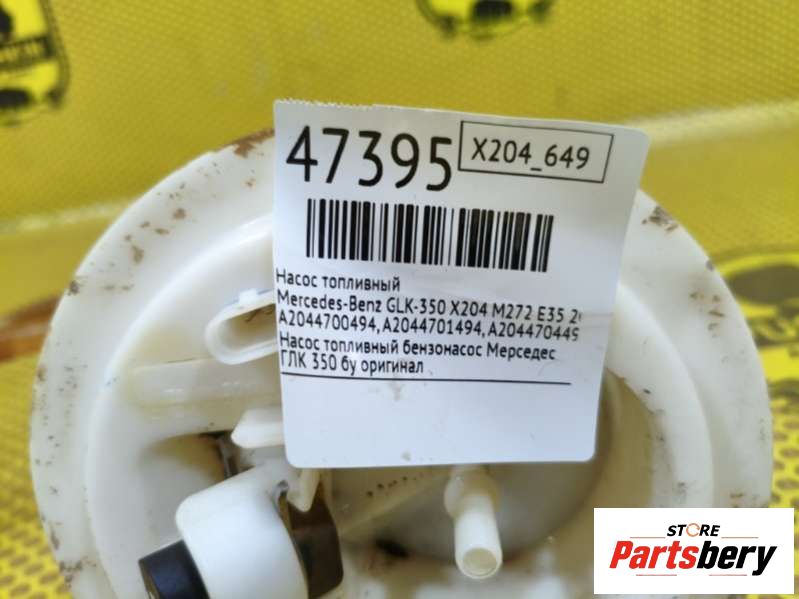 47395
X204_649
Насос топливный
Mercedes-Benz GLK-350 X204 M272 E35
A2044700494, A2044701494, A204470449
Насос топливный бензонасос Мерседес
ГЛК 350 бу оригинал
STORE
Partsbery